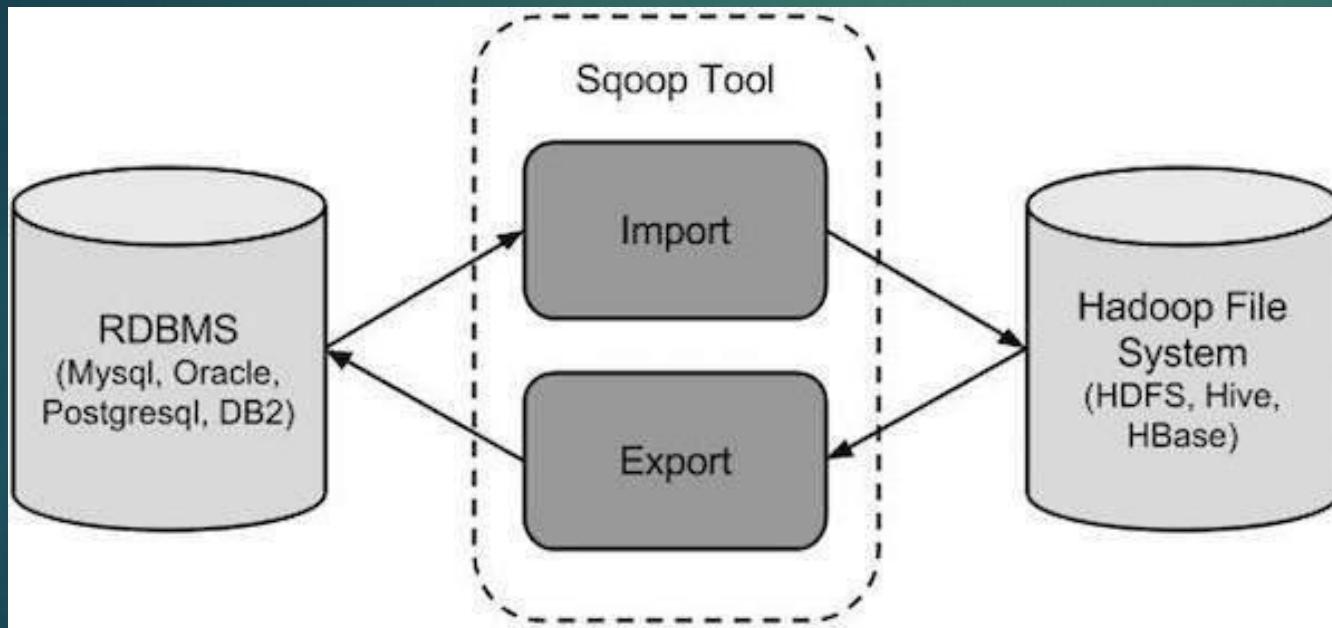 Sqoop Tool
Import
RDBMS
(Mysql, Oracle,
Postgresql, DB2)
Hadoop File
System
(HDFS, Hive,
HBase)
Export